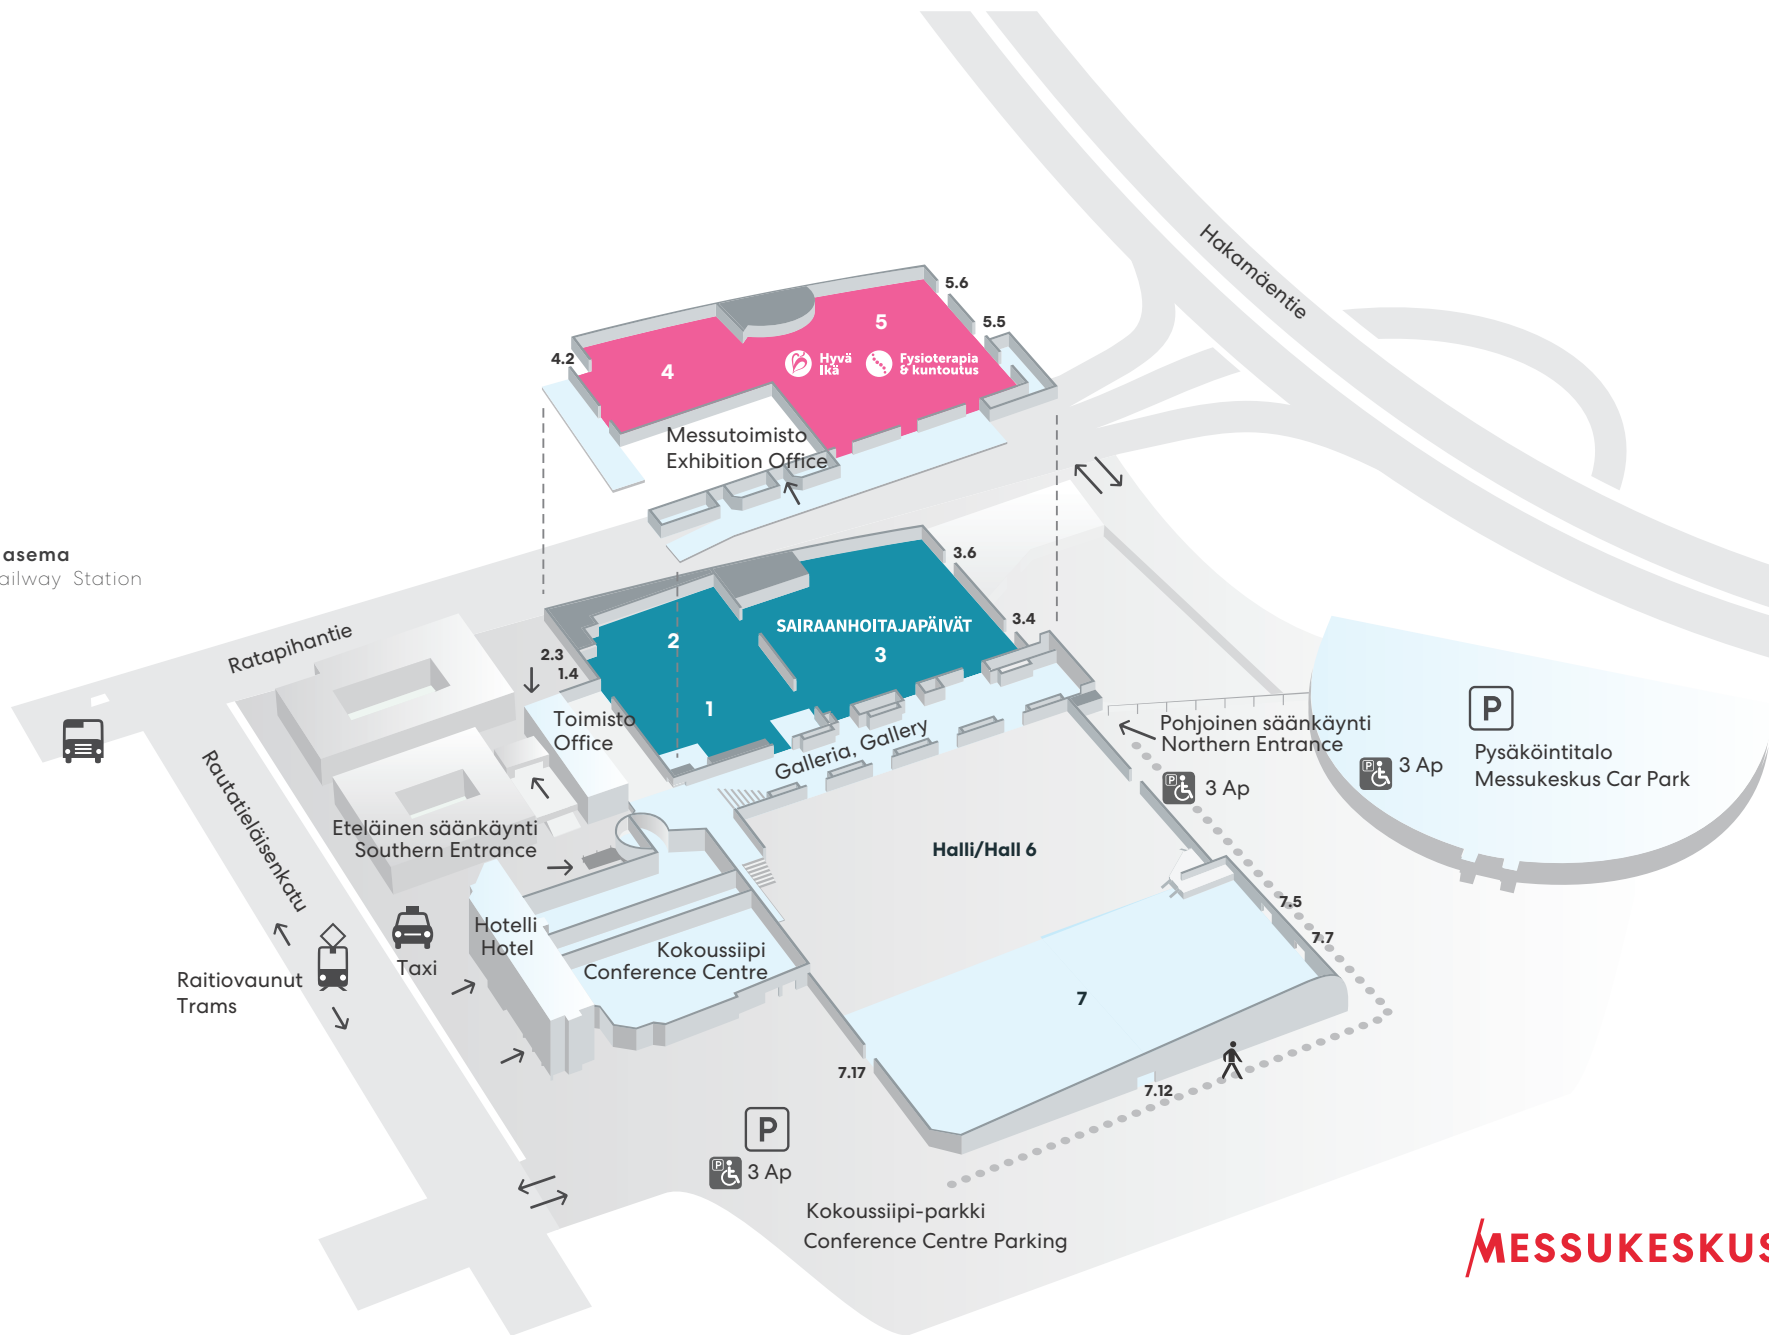 Hakamäentie
5.6
5
5.5
4.2
Hyvä
Ikä
Fysioterapia
& kuntoutus
4
Messutoimisto
Exhibition Office
asema
ailway Station
3.6
SAIRAANHOITAJAPÄIVÄT
3.4
2
3
2.3
1.4
Ratapihantie
1
Toimisto
Office
Galleria, Gallery
Pohjoinen säänkäynti
Northern Entrance
P
3 Ap
P
Pysäköintitalo
Messukeskus Car Park
P
3 Ap
Rautatieläisenkatu
Eteläinen säänkäynti
Southern Entrance
Halli/Hall 6
7.5
7.7
Hotelli
Hotel
Kokoussiipi
Conference Centre
Taxi
Raitiovaunut
Trams
7
7.17
7.12
P
P
3 Ap
Kokoussiipi-parkki
Conference Centre Parking
MESSUKESKUS